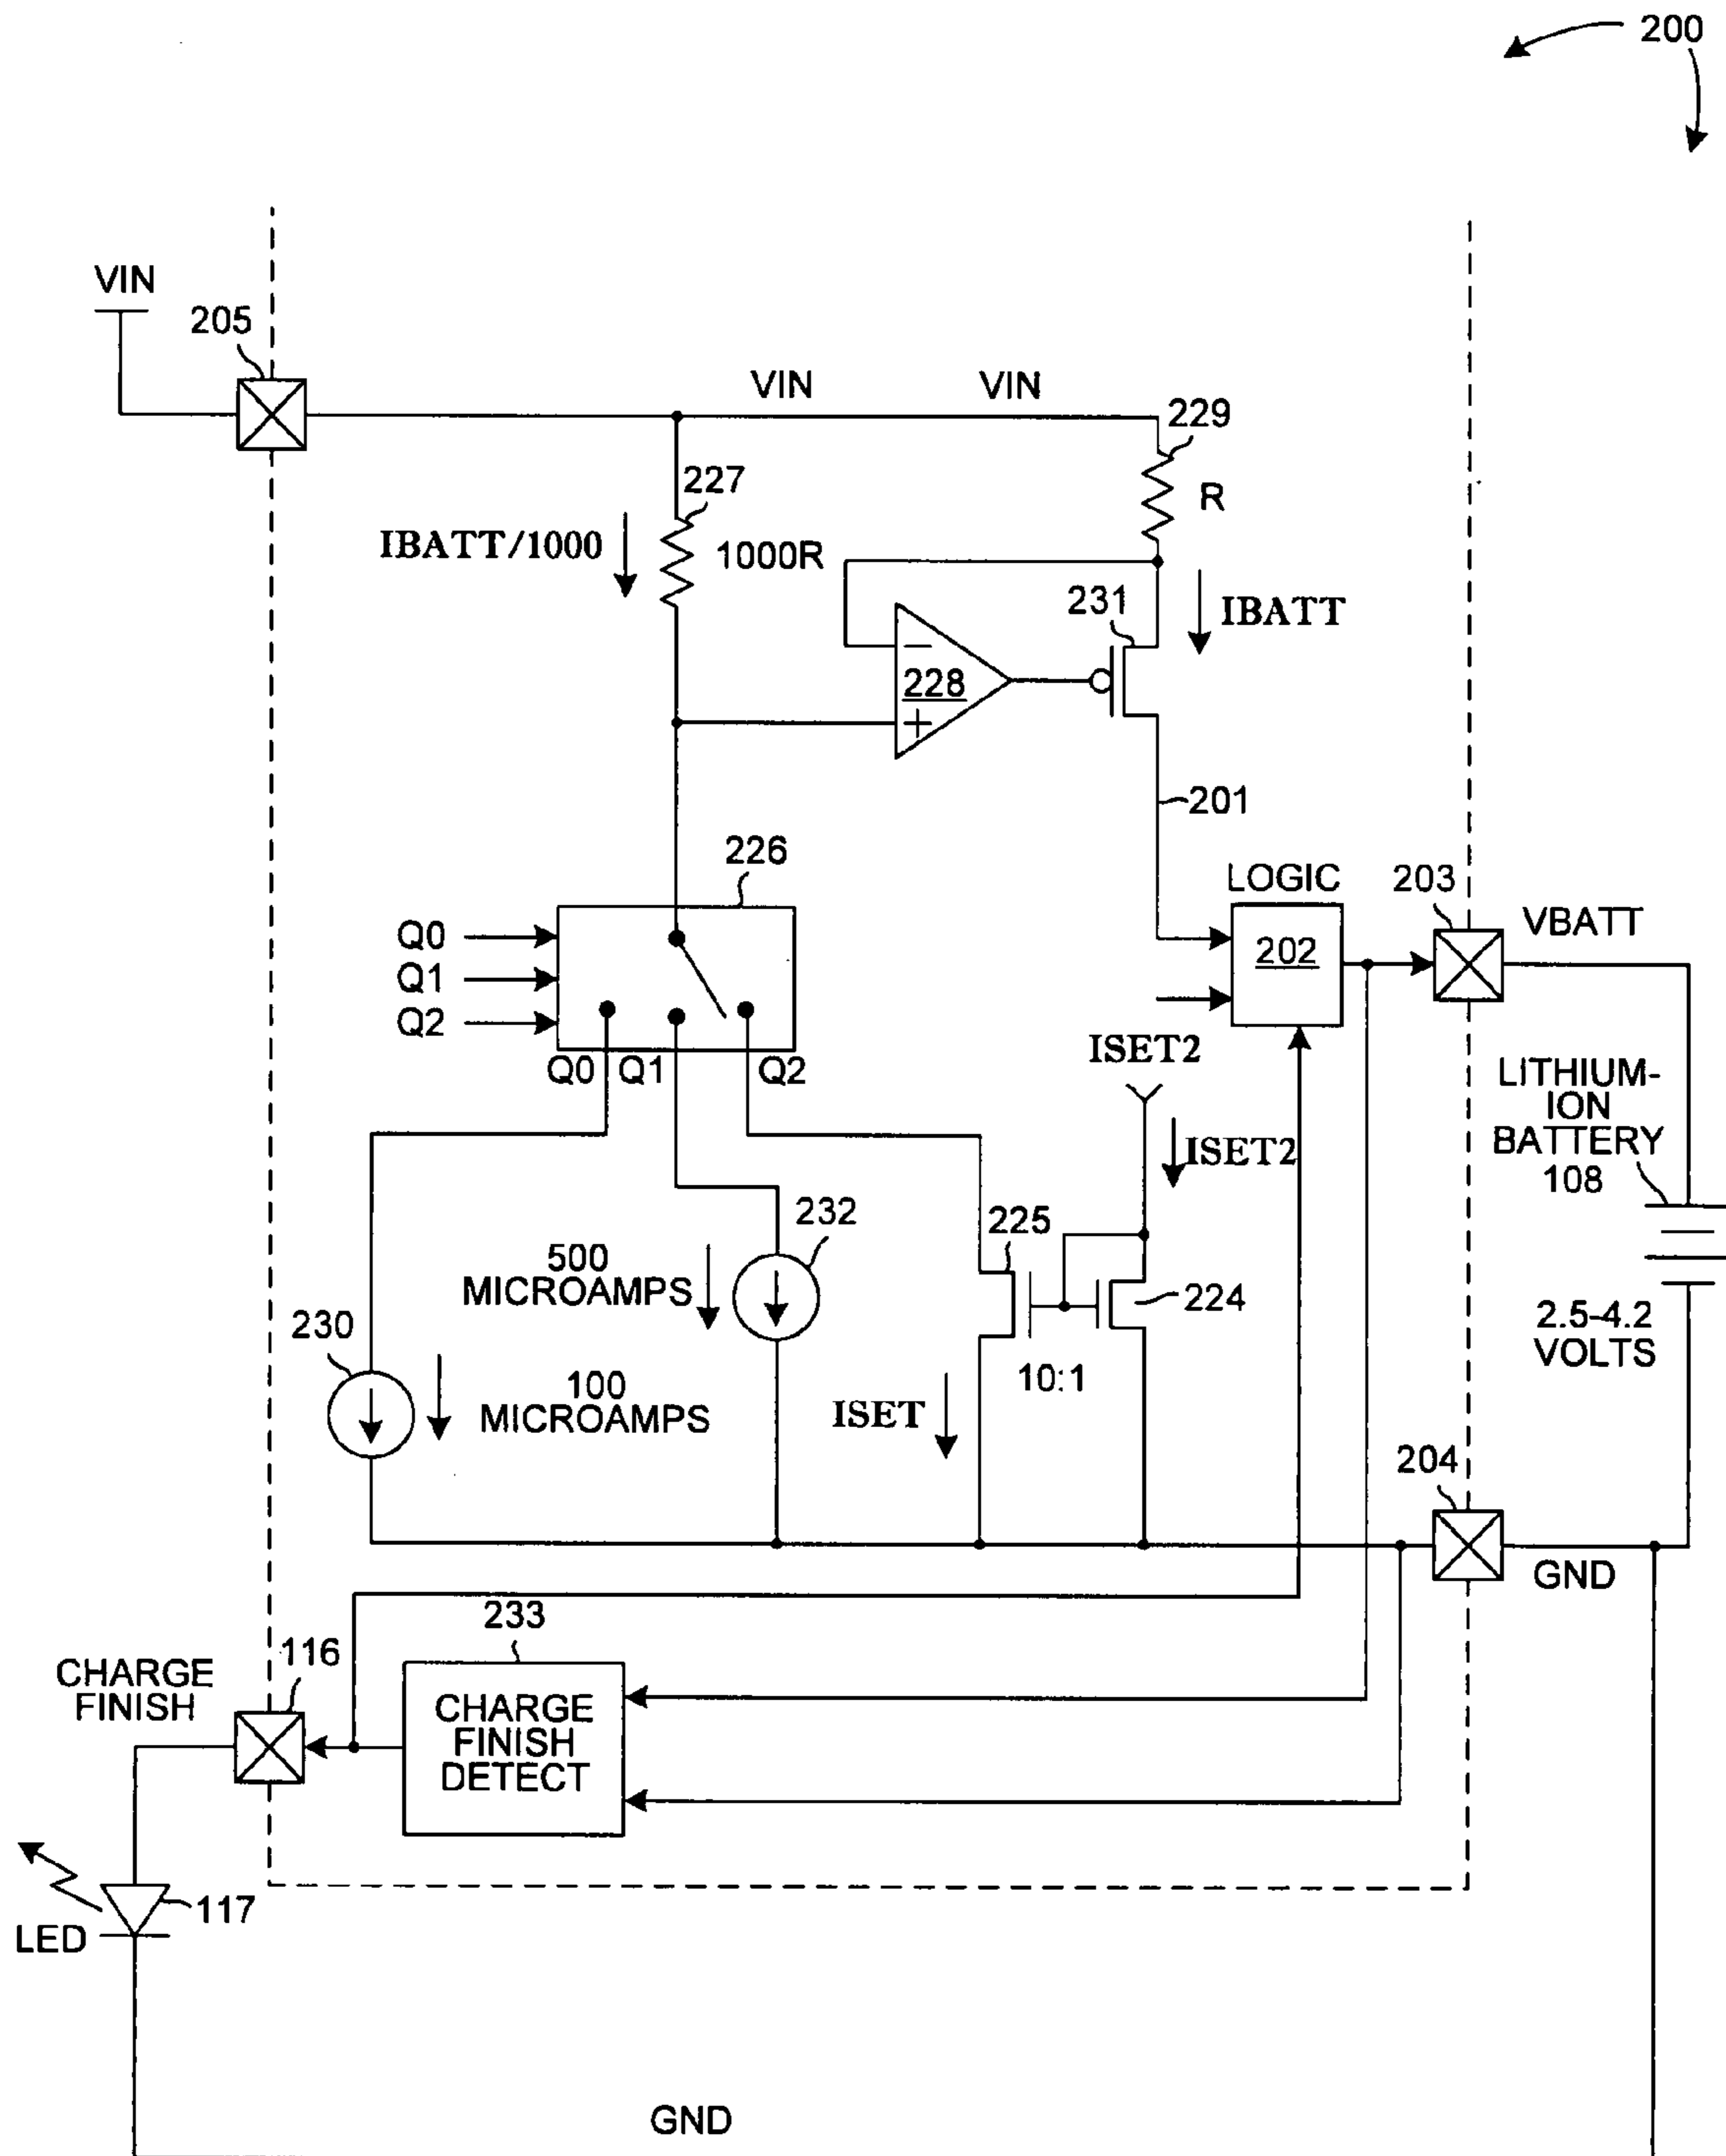 200
VIN
205
VIN
VIN
229
R
227
IBATT/1000
1000R
231
IBATT
−
228
+
201
226
LOGIC
203
VBATT
Q0
Q1
Q2
202
Q0
Q1
Q2
ISET2
ISET2
LITHIUM-
ION
BATTERY
108
232
225
500
MICROAMPS
224
230
2.5-4.2
VOLTS
100
MICROAMPS
10:1
ISET
204
GND
233
116
CHARGE
FINISH
CHARGE
FINISH
DETECT
117
LED
GND